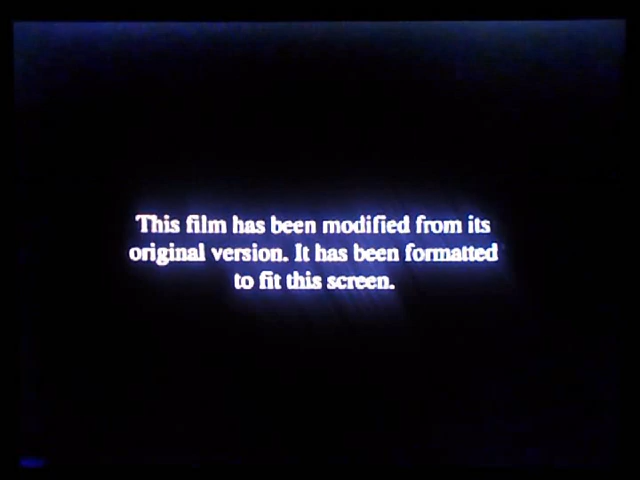 This film has been modified from its
original version. It has been formatted
to fit this screen.